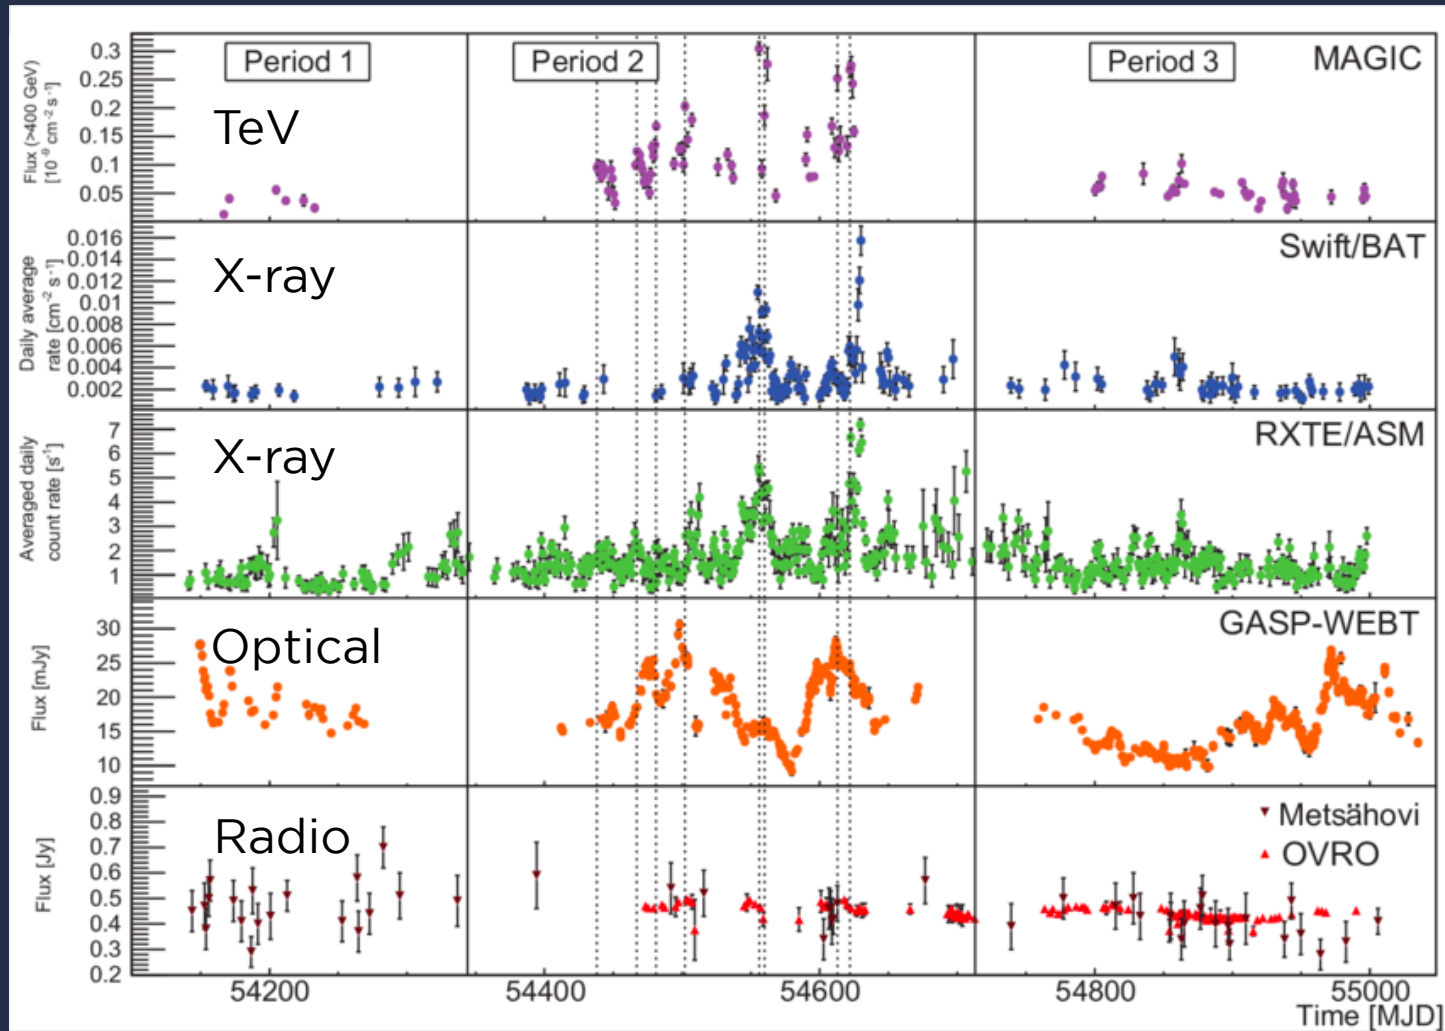 Period 1
Period 2
Period 3
MAGIC
Flux (>400 GeV)
[10⁻⁹ cm⁻² s⁻¹]
0.3
0.25
0.2
0.15
0.1
0.05
TeV
Swift/BAT
Daily average
rate [cm⁻² s⁻¹]
0.016
0.014
0.012
0.01
0.008
0.006
0.004
0.002
X-ray
RXTE/ASM
Averaged daily
count rate [s⁻¹]
7
6
5
4
3
2
1
X-ray
GASP-WEBT
Flux [mJy]
30
25
20
15
10
Optical
Metsähovi
OVRO
Flux [Jy]
0.9
0.8
0.7
0.6
0.5
0.4
0.3
0.2
Radio
54200
54400
54600
54800
55000
Time [MJD]